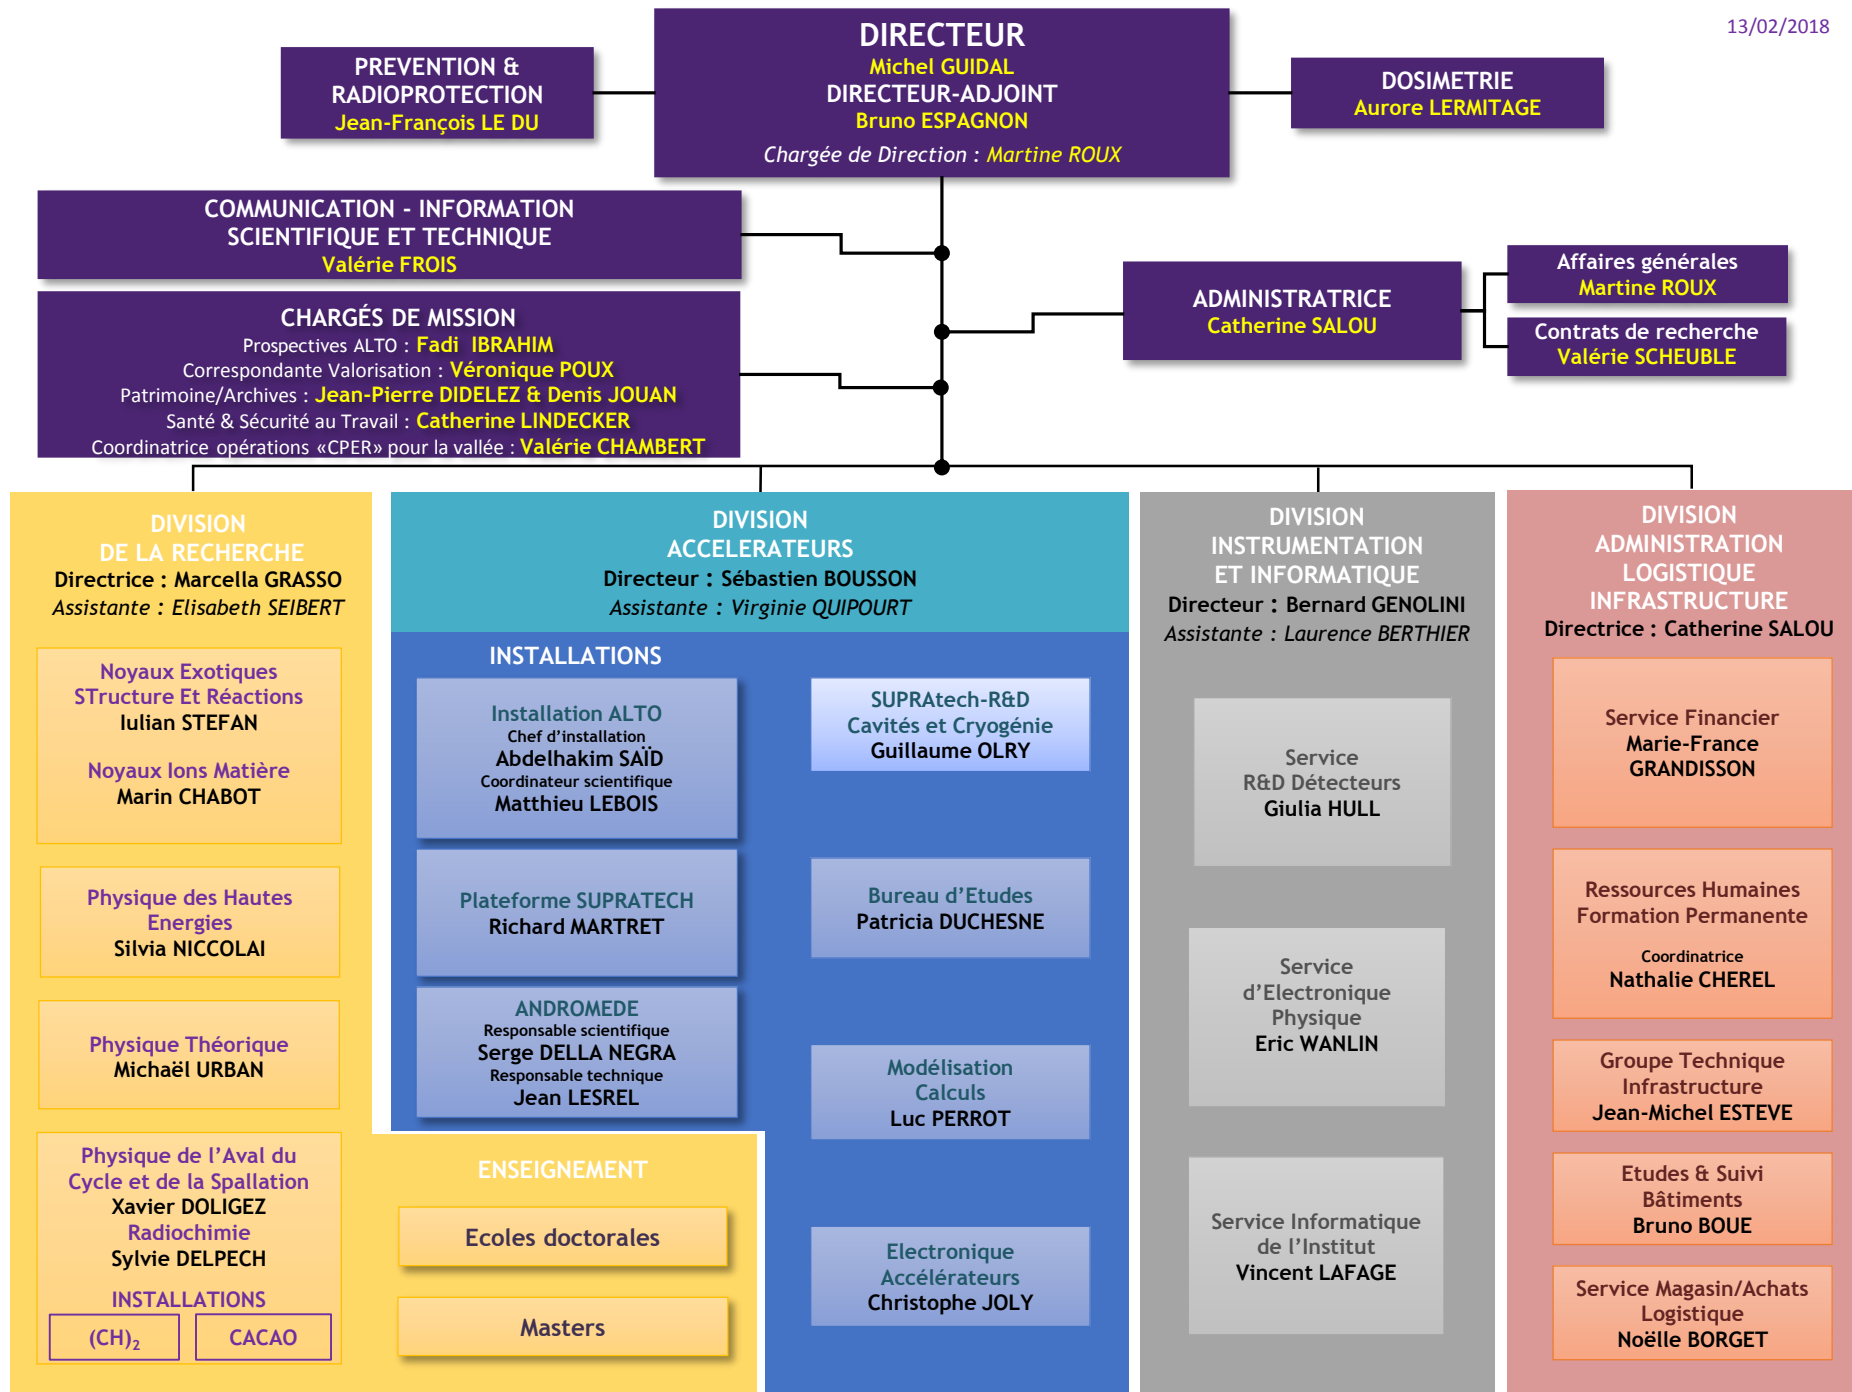 13/02/2018
DIRECTEUR
Michel GUIDAL
DIRECTEUR-ADJOINT
Bruno ESPAGNON
Chargée de Direction : Martine ROUX
PREVENTION &
RADIOPROTECTION
Jean-François LE DU
DOSIMETRIE
Aurore LERMITAGE
COMMUNICATION - INFORMATION
SCIENTIFIQUE ET TECHNIQUE
Valérie FROIS
CHARGÉS DE MISSION
Prospectives ALTO : Fadi IBRAHIM
Correspondante Valorisation : Véronique POUX
Patrimoine/Archives : Jean-Pierre DIDELEZ & Denis JOUAN
Santé & Sécurité au Travail : Catherine LINDECKER
Coordinatrice opérations «CPER» pour la vallée : Valérie CHAMBERT
ADMINISTRATRICE
Catherine SALOU
Affaires générales
Martine ROUX
Contrats de recherche
Valérie SCHEUBLE
DIVISION
DE LA RECHERCHE
Directrice : Marcella GRASSO
Assistante : Elisabeth SEIBERT
Noyaux Exotiques
STructure Et Réactions
Iulian STEFAN
Noyaux Ions Matière
Marin CHABOT
Physique des Hautes
Energies
Silvia NICCOLAI
Physique Théorique
Michaël URBAN
Physique de l'Aval du
Cycle et de la Spallation
Xavier DOLIGEZ
Radiochimie
Sylvie DELPECH
INSTALLATIONS
(CH)₂
CACAO
DIVISION
ACCELERATEURS
Directeur : Sébastien BOUSSON
Assistante : Virginie QUIPOURT
INSTALLATIONS
Installation ALTO
Chef d'installation
Abdelhakim SAÏD
Coordinateur scientifique
Matthieu LEBOIS
Plateforme SUPRATECH
Richard MARTRET
ANDROMEDE
Responsable scientifique
Serge DELLA NEGRA
Responsable technique
Jean LESREL
SUPRAtech-R&D
Cavités et Cryogénie
Guillaume OLRY
Bureau d'Etudes
Patricia DUCHESNE
Modélisation
Calculs
Luc PERROT
Electronique
Accélérateurs
Christophe JOLY
ENSEIGNEMENT
Ecoles doctorales
Masters
DIVISION
INSTRUMENTATION
ET INFORMATIQUE
Directeur : Bernard GENOLINI
Assistante : Laurence BERTHIER
Service
R&D Détecteurs
Giulia HULL
Service
d'Electronique
Physique
Eric WANLIN
Service Informatique
de l'Institut
Vincent LAFAGE
DIVISION
ADMINISTRATION
LOGISTIQUE
INFRASTRUCTURE
Directrice : Catherine SALOU
Service Financier
Marie-France
GRANDISSON
Ressources Humaines
Formation Permanente
Coordinatrice
Nathalie CHEREL
Groupe Technique
Infrastructure
Jean-Michel ESTEVE
Etudes & Suivi
Bâtiments
Bruno BOUE
Service Magasin/Achats
Logistique
Noëlle BORGET